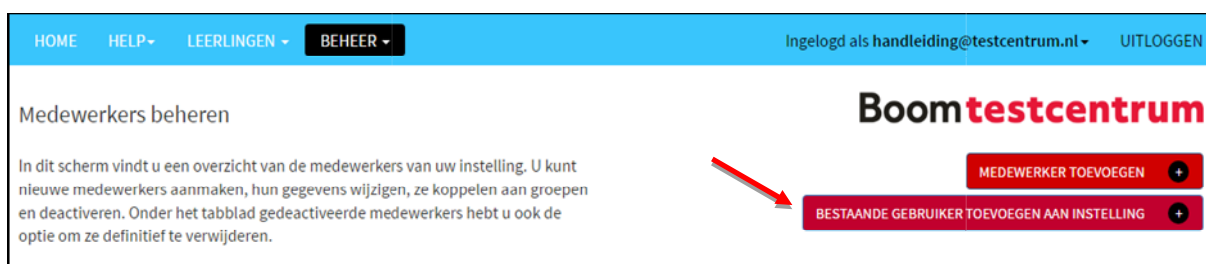 HOME HELP LEERLINGEN BEHEER Ingelogd als handleiding@testcentrum.nl UITLOGGEN
Medewerkers beheren
Boomtestcentrum
In dit scherm vindt u een overzicht van de medewerkers van uw instelling. U kunt
nieuwe medewerkers aanmaken, hun gegevens wijzigen, ze koppelen aan groepen
en deactiveren. Onder het tabblad gedeactiveerde medewerkers hebt u ook de
optie om ze definitief te verwijderen.
MEDEWERKER TOEVOEGEN +
BESTAANDE GEBRUIKER TOEVOEGEN AAN INSTELLING +